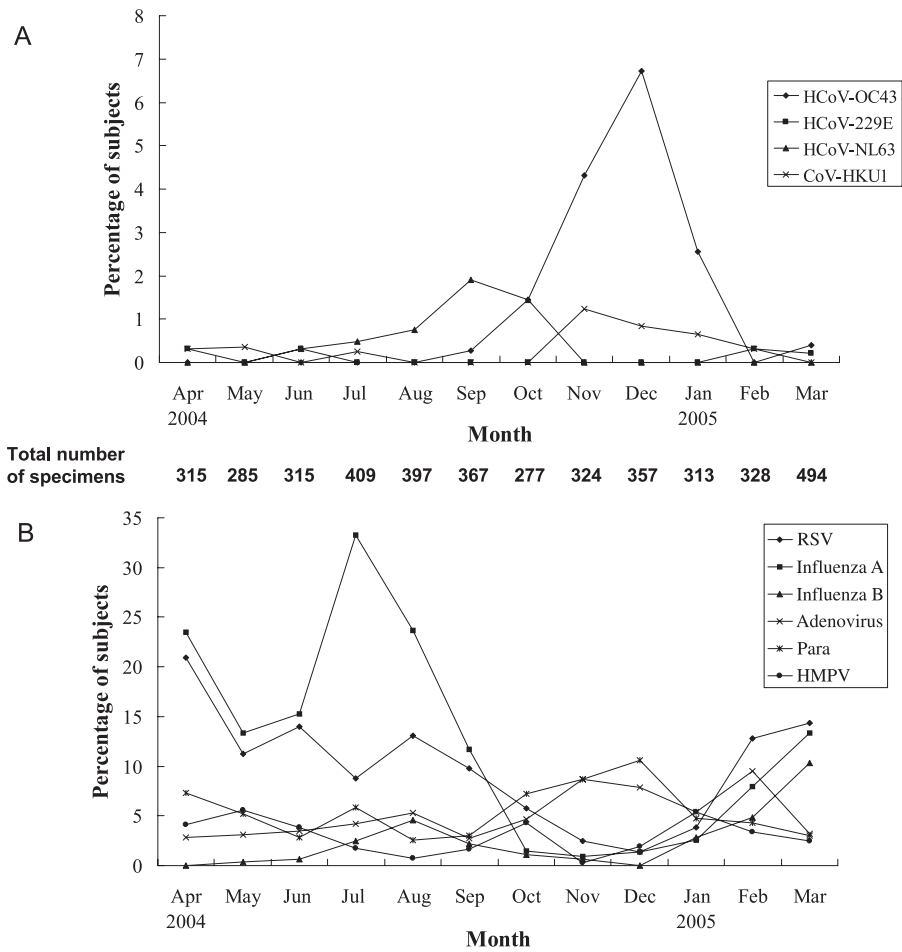 A
8
7
6
5
4
3
2
1
0
Percentage of subjects
HCoV-OC43
HCoV-229E
HCoV-NL63
CoV-HKU1
Apr May Jun Jul Aug Sep Oct Nov Dec Jan Feb Mar
2004 2005
Month
Total number
of specimens 315 285 315 409 397 367 277 324 357 313 328 494
B
35
30
25
20
15
10
5
0
Percentage of subjects
RSV
Influenza A
Influenza B
Adenovirus
Para
HMPV
Apr May Jun Jul Aug Sep Oct Nov Dec Jan Feb Mar
2004 2005
Month